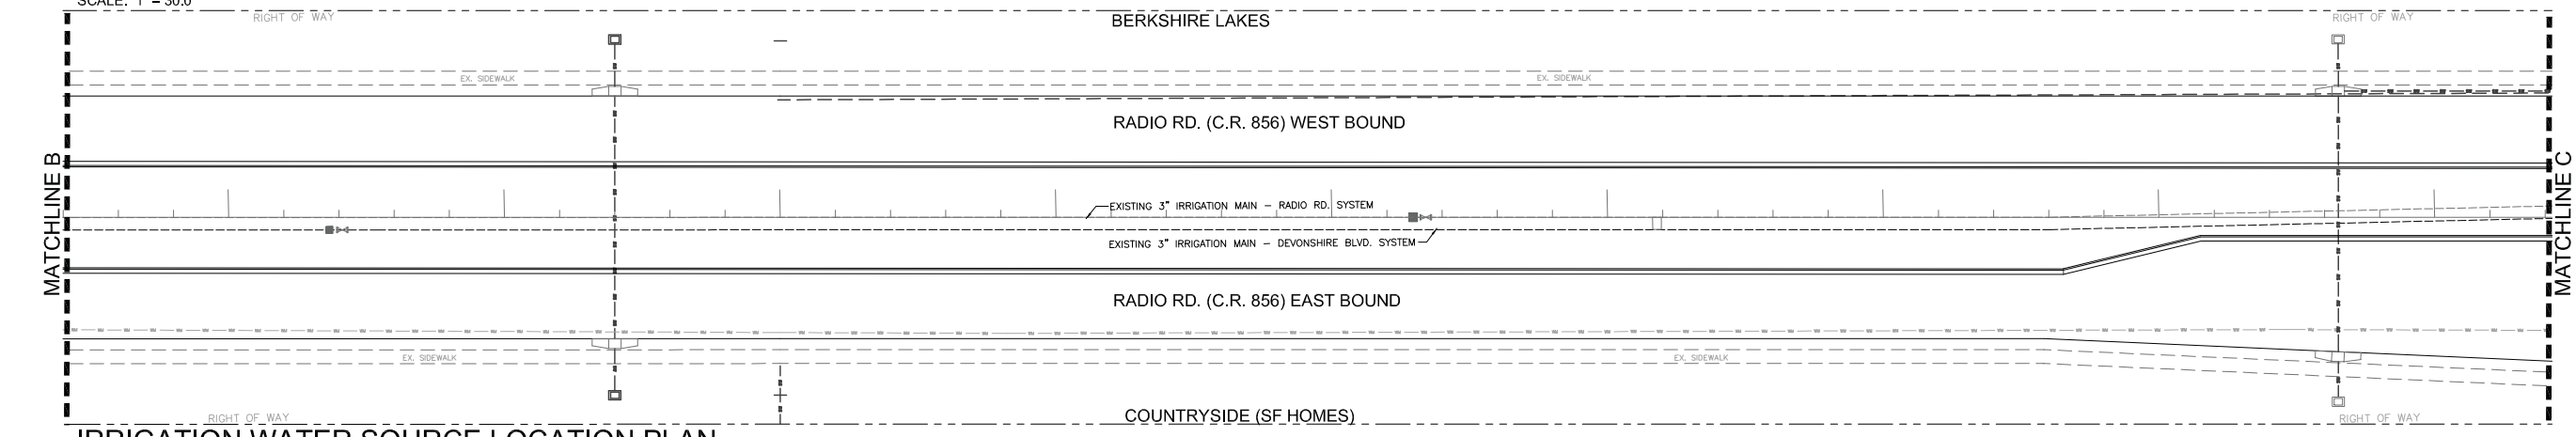 SCALE: 1" = 30.0'
RIGHT OF WAY
BERKSHIRE LAKES
RIGHT OF WAY
EX. SIDEWALK
EX. SIDEWALK
RADIO RD. (C.R. 856) WEST BOUND
MATCHLINE B
MATCHLINE C
EXISTING 3" IRRIGATION MAIN – RADIO RD. SYSTEM
EXISTING 3" IRRIGATION MAIN – DEVONSHIRE BLVD. SYSTEM
RADIO RD. (C.R. 856) EAST BOUND
EX. SIDEWALK
EX. SIDEWALK
RIGHT OF WAY
COUNTRYSIDE (SF HOMES)
RIGHT OF WAY
IRRIGATION WATER SOURCE LOCATION PLAN